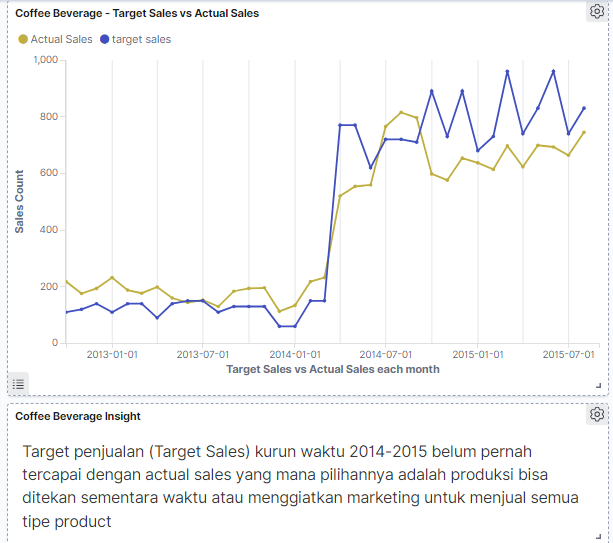 Coffee Beverage - Target Sales vs Actual Sales
Actual Sales target sales
1,000
800
600
400
200
0
Sales Count
2013-01-01 2013-07-01 2014-01-01 2014-07-01 2015-01-01 2015-07-01
Target Sales vs Actual Sales each month
Coffee Beverage Insight
Target penjualan (Target Sales) kurun waktu 2014-2015 belum pernah
tercapai dengan actual sales yang mana pilihannya adalah produksi bisa
ditekan sementara waktu atau menggiatkan marketing untuk menjual semua
tipe product